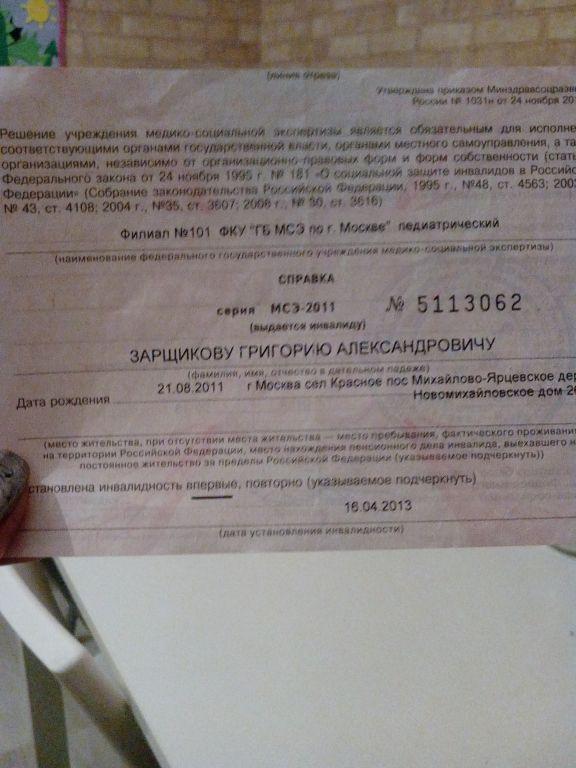 (линия отреза)
Утверждена приказом Минздравсоцразв
России № 1031н от 24 ноября 20
Решение учреждения медико-социальной экспертизы является обязательным для исполне
соответствующими органами государственной власти, органами местного самоуправления, а та
организациями, независимо от организационно-правовых форм и форм собственности (стать
Федерального закона от 24 ноября 1995 г. № 181 «О социальной защите инвалидов в Россий
Федерации» (Собрание законодательства Российской Федерации, 1995 г., №48, ст. 4563; 2003
№ 43, ст. 4108; 2004 г., №35, ст. 3607; 2008 г., № 30, ст. 3616)
Филиал №101 ФКУ "ГБ МСЭ по г. Москве" педиатрический
(наименование федерального государственного учреждения медико-социальной экспертизы)
СПРАВКА
серия МСЭ-2011 № 5113062
(выдается инвалиду)
ЗАРЩИКОВУ ГРИГОРИЮ АЛЕКСАНДРОВИЧУ
(фамилия, имя, отчество в дательном падеже)
Дата рождения 21.08.2011 г Москва сел Красное пос Михайлово-Ярцевское дер
Новомихайловское дом 26
(место жительства, при отсутствии места жительства — место пребывания, фактического проживани
на территории Российской Федерации, место нахождения пенсионного дела инвалида, выехавшего н
постоянное жительство за пределы Российской Федерации (указываемое подчеркнуть))
становлена инвалидность впервые, повторно (указываемое подчеркнуть)
16.04.2013
(дата установления инвалидности)